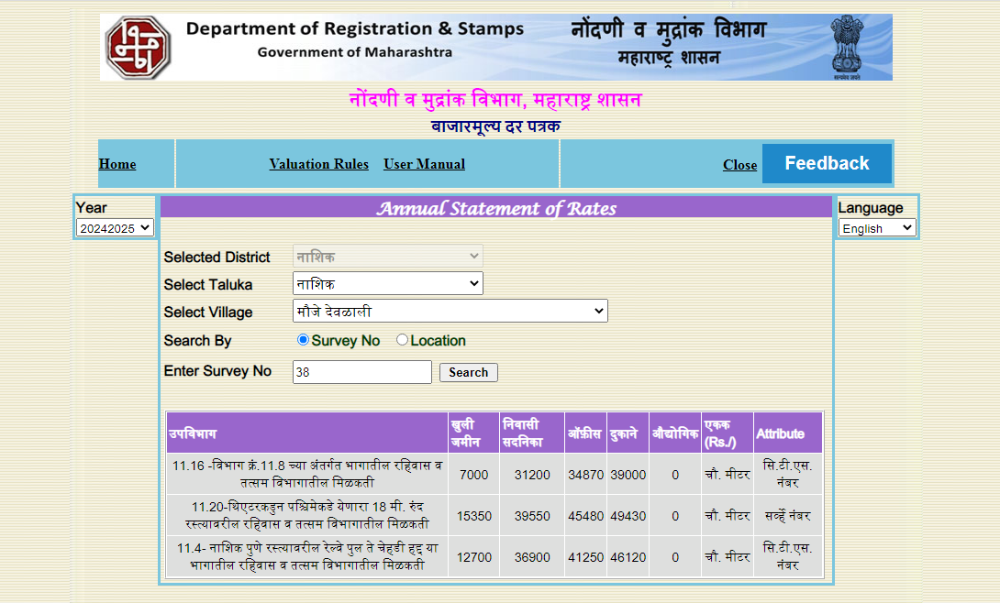 Department of Registration & Stamps
Government of Maharashtra
नोंदणी व मुद्रांक विभाग
महाराष्ट्र शासन
नोंदणी व मुद्रांक विभाग, महाराष्ट्र शासन
बाजारमूल्य दर पत्रक
Home Valuation Rules User Manual Close Feedback
Year Annual Statement of Rates Language
20242025 English
Selected District नाशिक
Select Taluka नाशिक
Select Village मौजे देवळाली
Search By Survey No Location
Enter Survey No 38 Search
उपविभाग खुली जमीन निवासी सदनिका ऑफ़ीस दुकाने औद्योगिक एकक (Rs./) Attribute
11.16 -विभाग क्रं.11.8 च्या अंतर्गत भागातील रहिवास व तत्सम विभागातील मिळकती 7000 31200 34870 39000 0 चौ. मीटर सि.टी.एस. नंबर
11.20-थिएटरकडुन पश्चिमेकडे येणारा 18 मी. रुंद रस्त्यावरील रहिवास व तत्सम विभागातील मिळकती 15350 39550 45480 49430 0 चौ. मीटर सर्व्हे नंबर
11.4- नाशिक पुणे रस्त्यावरील रेल्वे पुल ते चेहडी हद्द या भागातील रहिवास व तत्सम विभागातील मिळकती 12700 36900 41250 46120 0 चौ. मीटर सि.टी.एस. नंबर